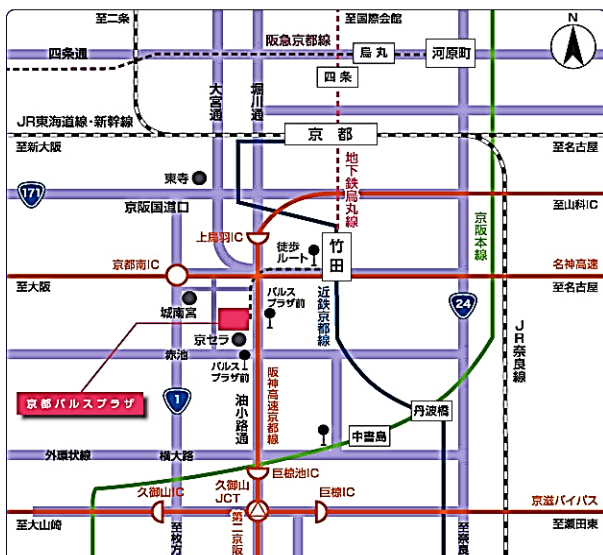 至二条
至国際会館
N
阪急京都線
烏丸
河原町
四条通
四条
大宮通
堀川通
JR東海道線・新幹線
京都
至新大阪
至名古屋
地下鉄烏丸線
東寺
171
京阪国道口
至山科IC
京阪本線
上鳥羽IC
徒歩
ルート
竹田
京都南IC
名神高速
至大阪
至名古屋
パルス
プラザ前
近鉄京都線
24
JR奈良線
城南宮
京セラ
赤池
パルス
プラザ前
京都パルスプラザ
1
油小路通
阪神高速京都線
丹波橋
中書島
外環状線
横大路
巨椋池IC
久御山IC
久御山
JCT
巨椋IC
京滋バイパス
至大山崎
至枚方
第二京阪
至奈良
至瀬田東